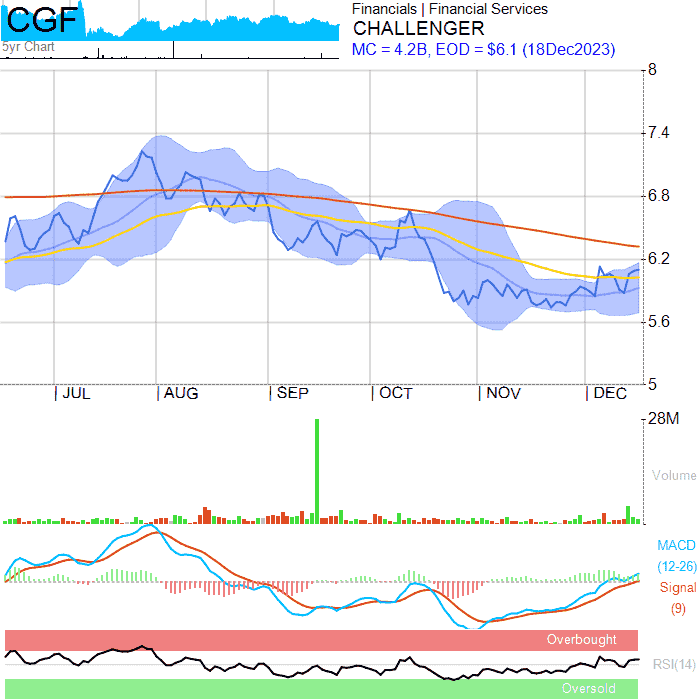 CGF
5yr Chart
Financials | Financial Services
CHALLENGER
MC = 4.2B, EOD = $6.1 (18Dec2023)
8
7.4
6.8
6.2
5.6
5
JUL AUG SEP OCT NOV DEC
28M
Volume
MACD
(12-26)
Signal
(9)
Overbought
RSI(14)
Oversold